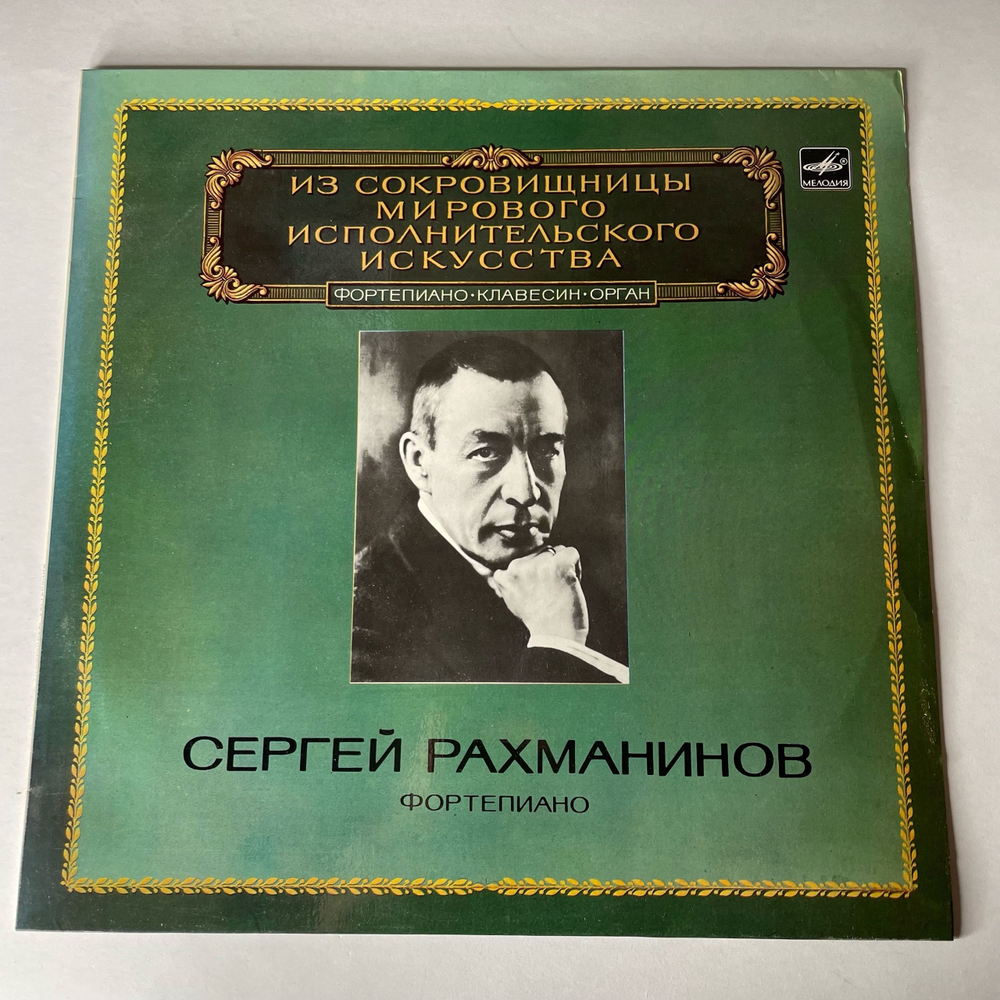 ИЗ СОКРОВИЩНИЦЫ
МИРОВОГО
ИСПОЛНИТЕЛЬСКОГО
ИСКУССТВА
ФОРТЕПИАНО·КЛАВЕСИН·ОРГАН
МЕЛОДИЯ
СЕРГЕЙ РАХМАНИНОВ
ФОРТЕПИАНО